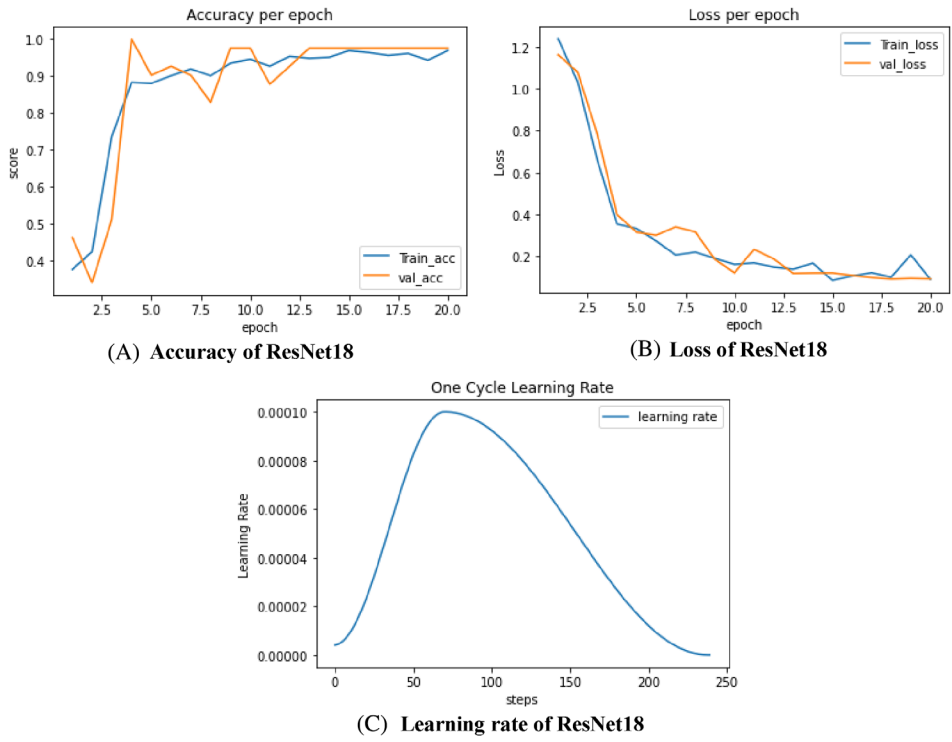 Accuracy per epoch
1.0
0.9
0.8
0.7
0.6
0.5
0.4
score
Train_acc
val_acc
2.5 5.0 7.5 10.0 12.5 15.0 17.5 20.0
epoch
(A) Accuracy of ResNet18
Loss per epoch
1.2
1.0
0.8
0.6
0.4
0.2
Loss
Train_loss
val_loss
2.5 5.0 7.5 10.0 12.5 15.0 17.5 20.0
epoch
(B) Loss of ResNet18
One Cycle Learning Rate
0.00010
0.00008
0.00006
0.00004
0.00002
0.00000
Learning Rate
learning rate
0 50 100 150 200 250
steps
(C) Learning rate of ResNet18